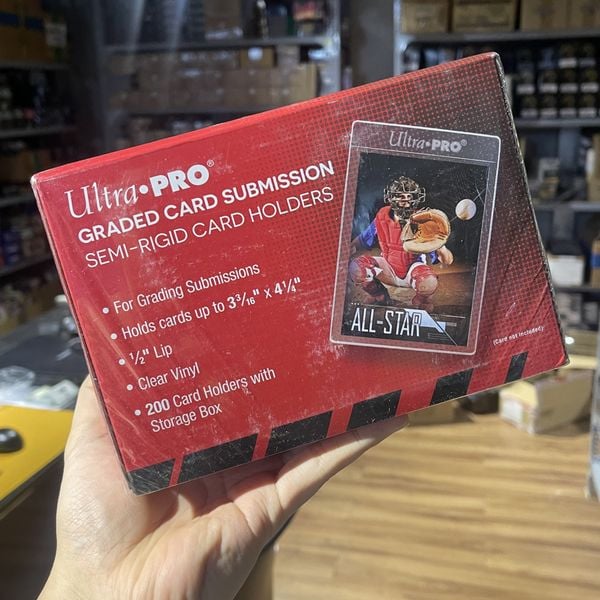 Ultra•PRO®
GRADED CARD SUBMISSION
SEMI-RIGID CARD HOLDERS
• For Grading Submissions
• Holds cards up to 3³⁄₁₆" x 4¹⁄₄"
• ½" Lip
• Clear Vinyl
• 200 Card Holders with
Storage Box
Ultra•PRO®
ALL-STAR
(Card not included)